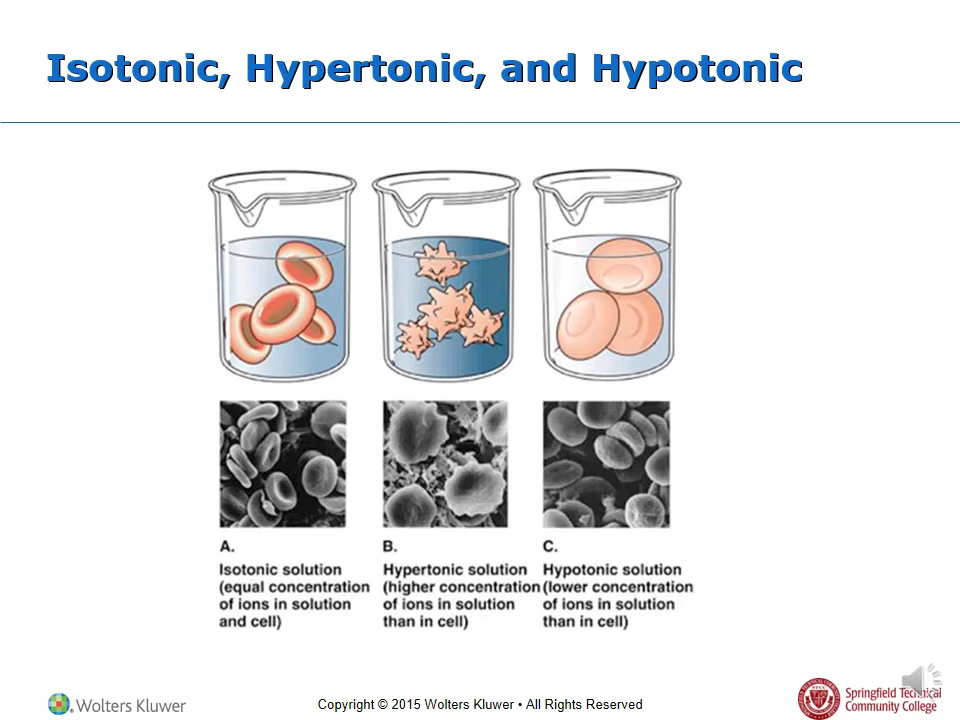 Isotonic, Hypertonic, and Hypotonic
A.
Isotonic solution
(equal concentration
of ions in solution
and cell)
B.
Hypertonic solution
(higher concentration
of ions in solution
than in cell)
C.
Hypotonic solution
(lower concentration
of ions in solution
than in cell)
Wolters Kluwer
Copyright © 2015 Wolters Kluwer • All Rights Reserved
Springfield Technical
Community College